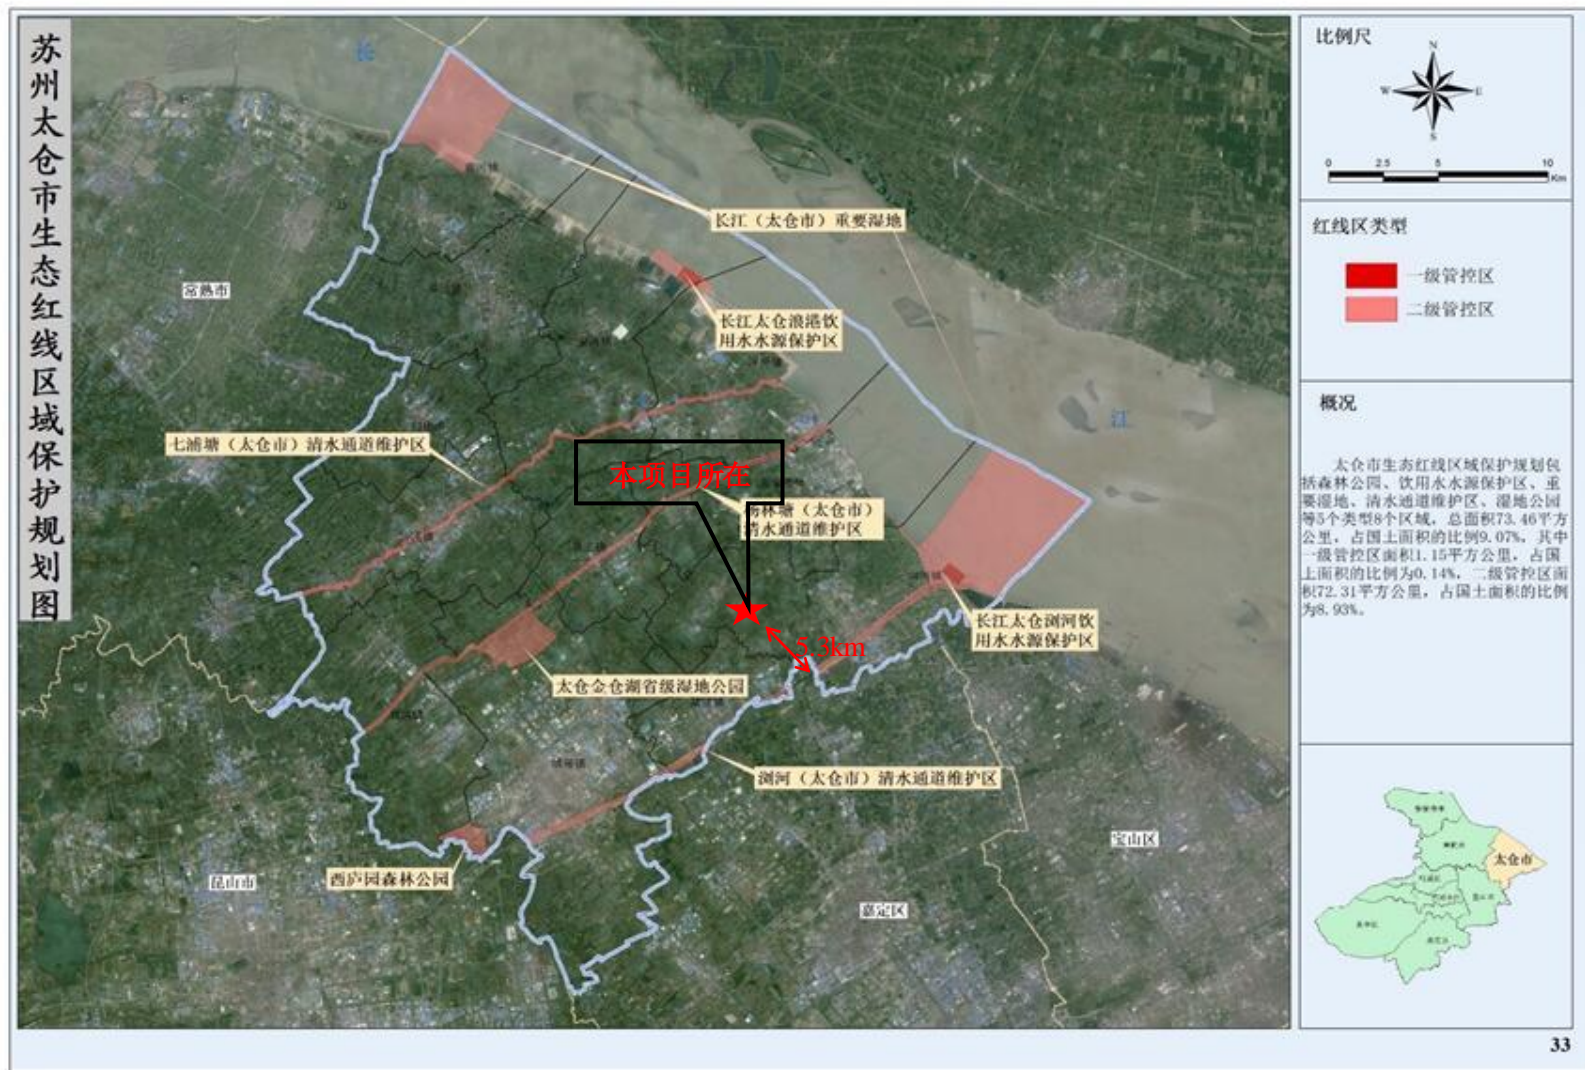 苏州太仓市生态红线区域保护规划图
长
江
长江（太仓市）重要湿地
常熟市
长江太仓浪港饮
用水水源保护区
七浦塘（太仓市）清水通道维护区
本项目所在
杨林塘（太仓市）
清水通道维护区
5.3km
长江太仓浏河饮
用水水源保护区
太仓金仓湖省级湿地公园
浏河（太仓市）清水通道维护区
西庐园森林公园
昆山市
嘉定区
宝山区
比例尺
N
W
E
S
0 2.5 5 10
Km
红线区类型
一级管控区
二级管控区
概况
太仓市生态红线区域保护规划包
括森林公园、饮用水水源保护区、重
要湿地、清水通道维护区、湿地公园
等5个类型8个区域，总面积73.46平方
公里，占国土面积的比例9.07%，其中
一级管控区面积1.15平方公里，占国
土面积的比例为0.14%，二级管控区面
积72.31平方公里，占国土面积的比例
为8.93%。
太仓市
33